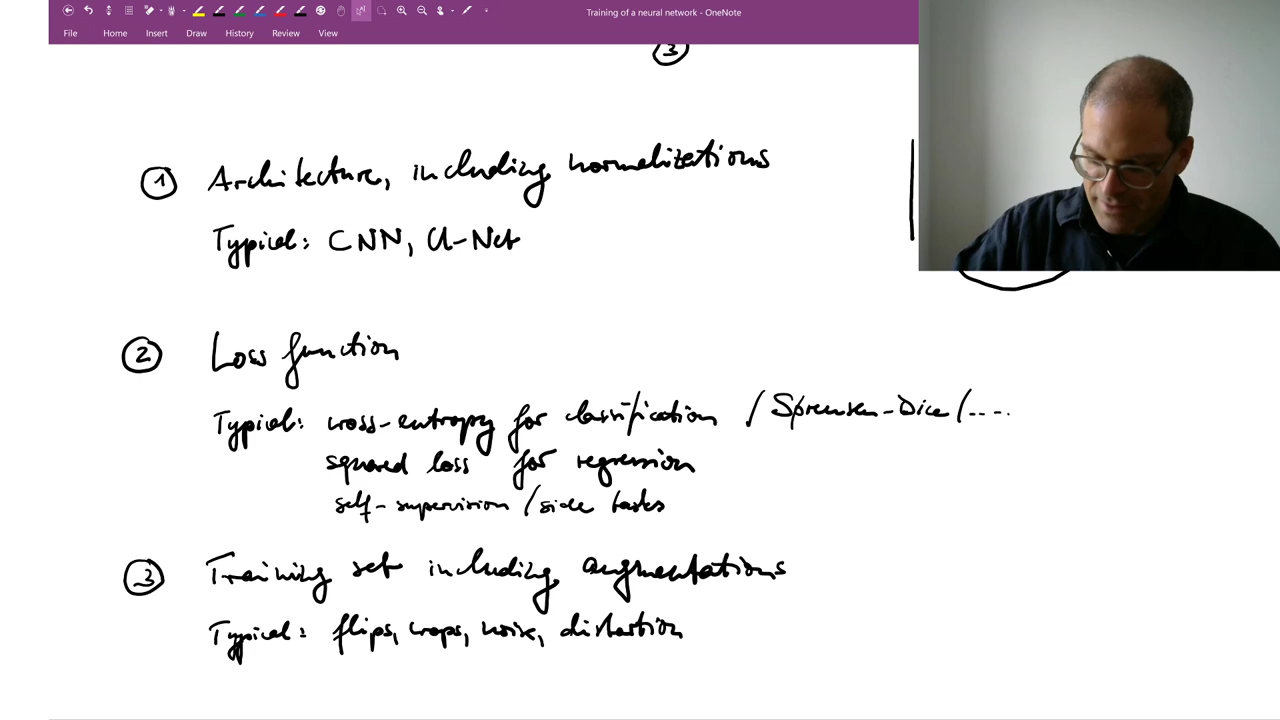 Training of a neural network - OneNote
File Home Insert Draw History Review View
3
1 Architecture, including normalizations
Typical: CNN, U-Net
2 Loss function
Typical: cross-entropy for classification / Sørensen-Dice / ....
squared loss for regression
self-supervision / side tasks
3 Training set including augmentations
Typical: flips, crops, noise, distortion